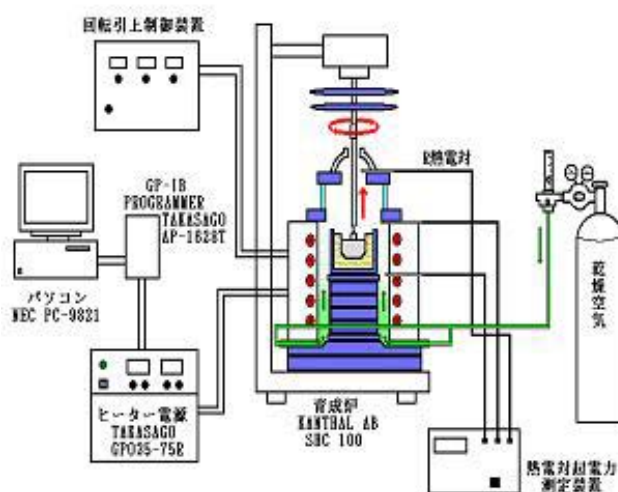 回転引上制御装置
GP-IB
PROGRAMMER
TAKASAGO
AP-1628T
パソコン
NEC PC-9821
ヒーター電源
TAKASAGO
GPO35-75R
育成炉
KANTHAL AB
SHC 100
R熱電対
乾燥空気
熱電対起電力
測定装置